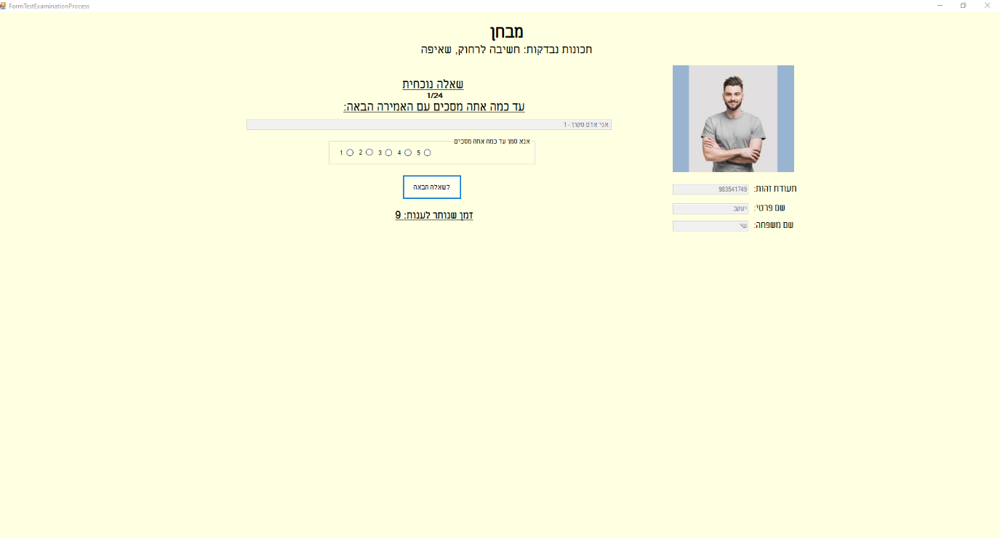 FormTestExaminationProcess
מבחן
תכונות נבדקות: חשיבה לרחוק, שאיפה
שאלה נוכחית
1/24
עד כמה אתה מסכים עם האמירה הבאה:
.אני אדם סקרן - 1
אנא סמן עד כמה אתה מסכים
1 2 3 4 5
לשאלה הבאה
זמן שנותר לענות: 9
תעודת זהות: 983541749
שם פרטי: יעקב
שם משפחה: שי